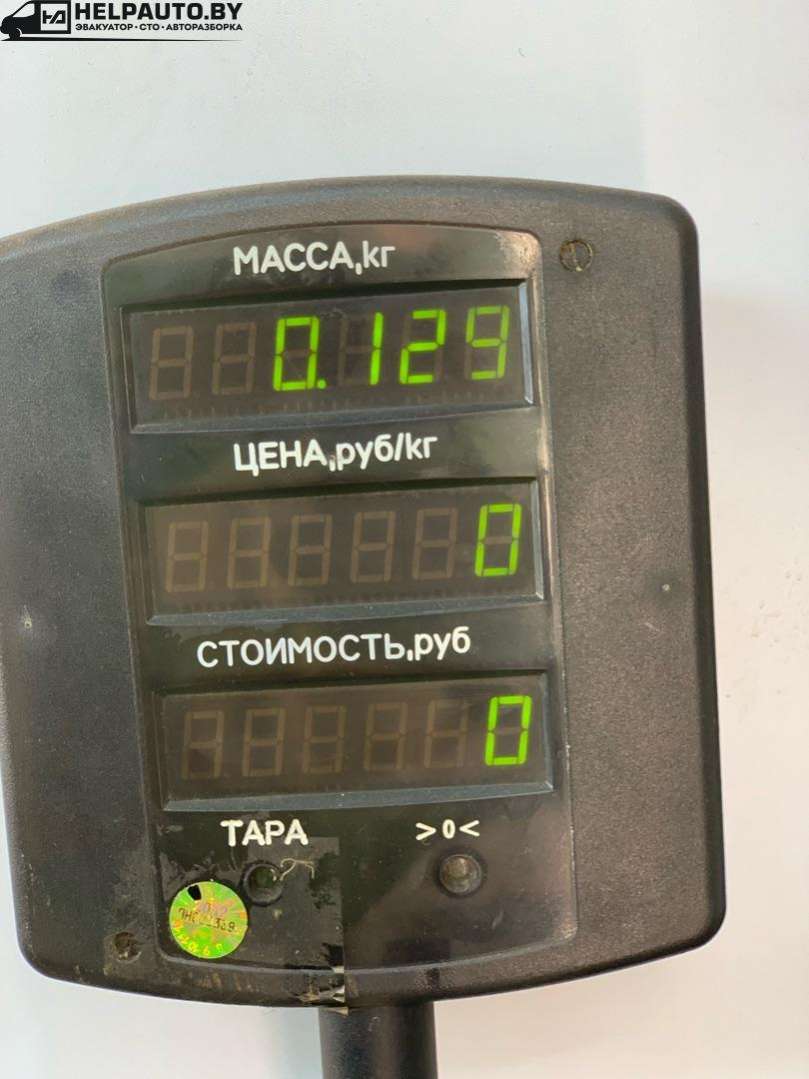 HELPAUTO.BY
ЭВАКУАТОР•СТО•АВТОРАЗБОРКА
МАССА,кг
0.129
ЦЕНА,руб/кг
0
СТОИМОСТЬ,руб
0
ТАРА >0<